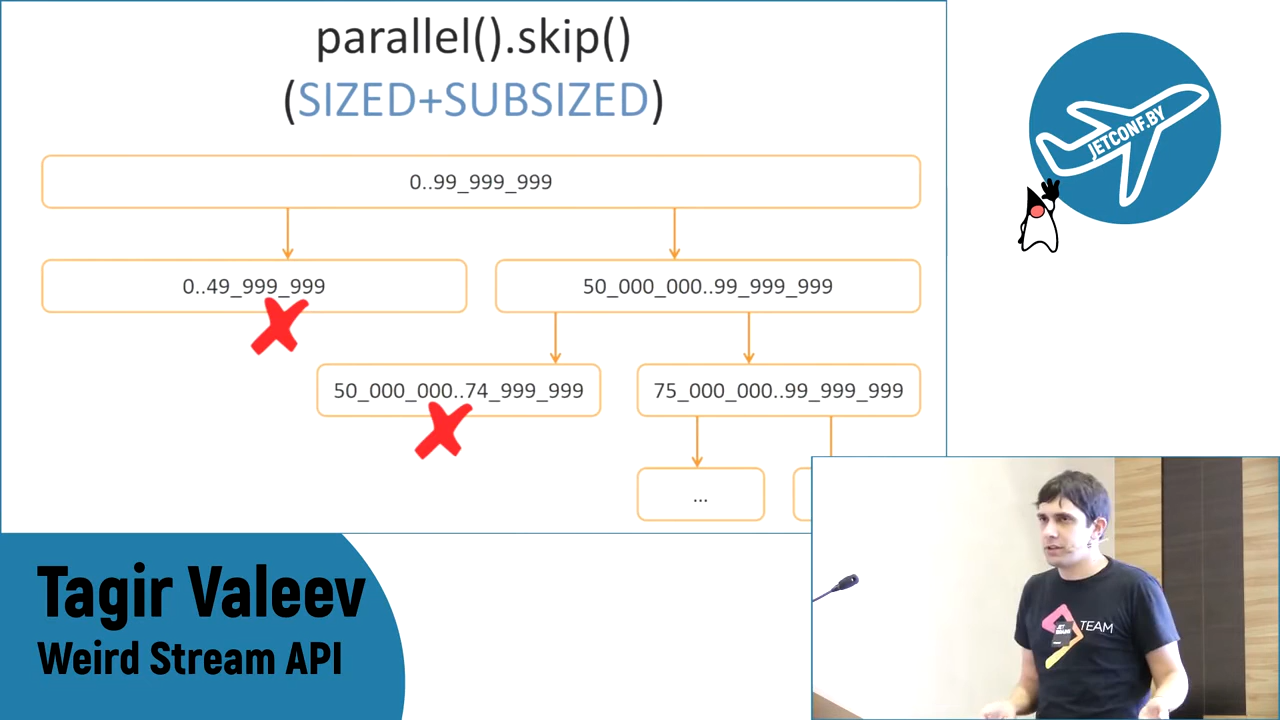 parallel().skip()
(SIZED+SUBSIZED)
0..99_999_999
0..49_999_999
50_000_000..99_999_999
50_000_000..74_999_999
75_000_000..99_999_999
...
JETCONF.BY
TEAM
Tagir Valeev
Weird Stream API